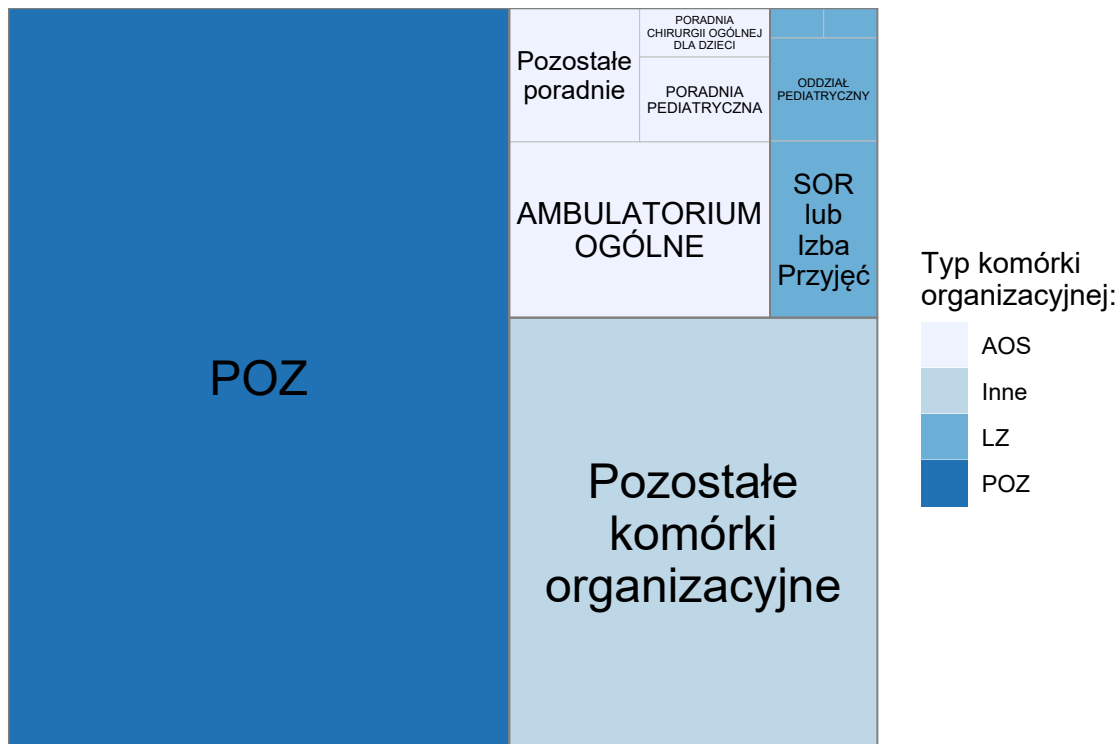 POZ
Pozostałe
poradnie
PORADNIA
CHIRURGII OGÓLNEJ
DLA DZIECI
PORADNIA
PEDIATRYCZNA
AMBULATORIUM
OGÓLNE
ODDZIAŁ
PEDIATRYCZNY
SOR
lub
Izba
Przyjęć
Pozostałe
komórki
organizacyjne
Typ komórki
organizacyjnej:
AOS
Inne
LZ
POZ